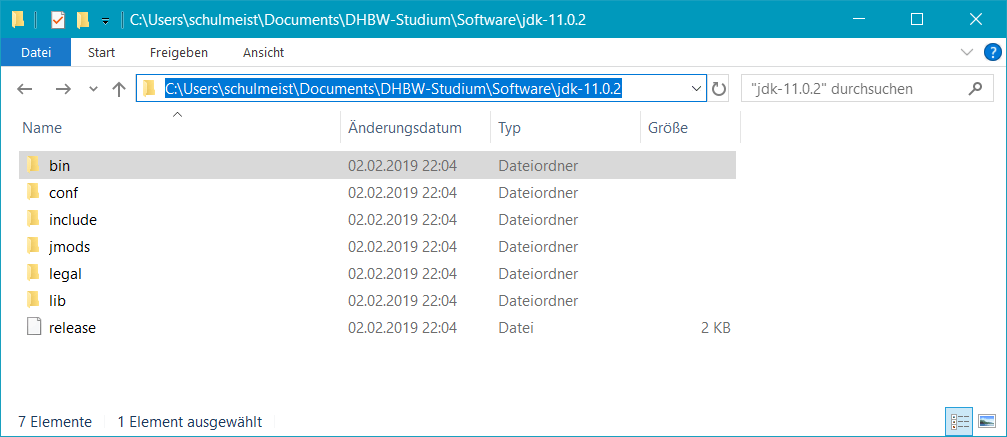 C:\Users\schulmeist\Documents\DHBW-Studium\Software\jdk-11.0.2
Datei Start Freigeben Ansicht ?
C:\Users\schulmeist\Documents\DHBW-Studium\Software\jdk-11.0.2 "jdk-11.0.2" durchsuchen
Name Änderungsdatum Typ Größe
bin 02.02.2019 22:04 Dateiordner
conf 02.02.2019 22:04 Dateiordner
include 02.02.2019 22:04 Dateiordner
jmods 02.02.2019 22:04 Dateiordner
legal 02.02.2019 22:04 Dateiordner
lib 02.02.2019 22:04 Dateiordner
release 02.02.2019 22:04 Datei 2 KB
7 Elemente 1 Element ausgewählt